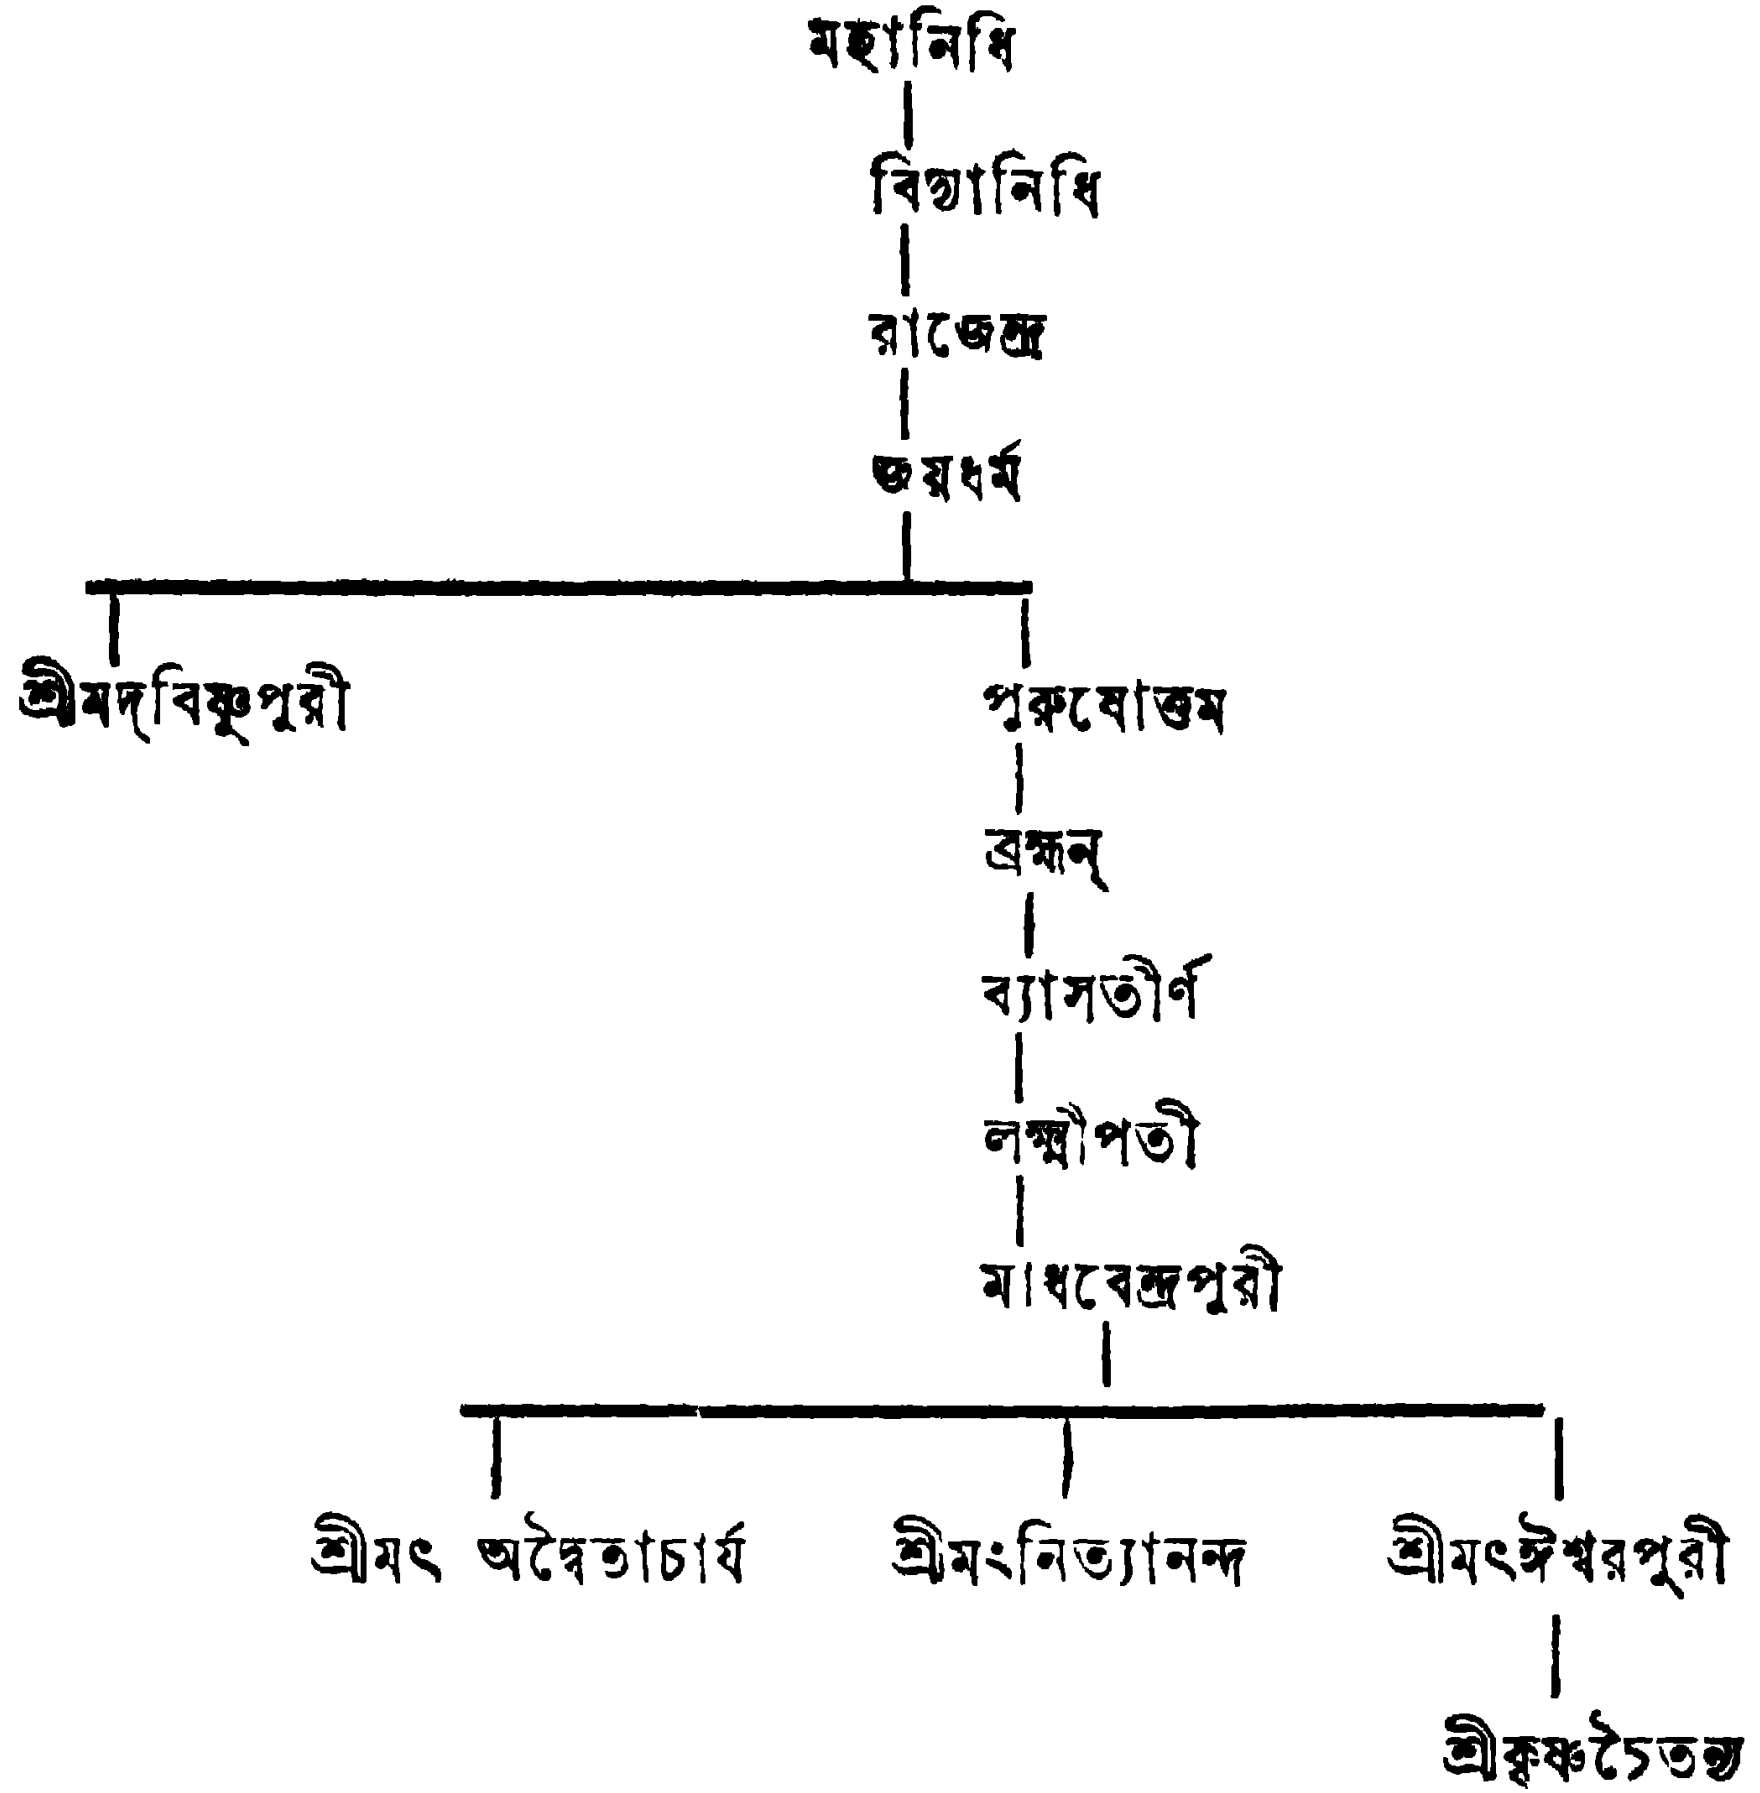 মহানিধি
বিদ্যানিধি
রাজেন্দ্র
জয়ধর্ম
শ্রীমদ্‌বিষ্ণুপুরী পুরুষোত্তম
ব্রহ্মন্
ব্যাসতীর্ণ
লক্ষ্মীপতী
মাধবেন্দ্রপুরী
শ্রীমৎ অদ্বৈতাচার্য শ্রীমংনিত্যানন্দ শ্রীমৎঈশ্বরপুরী
শ্রীকৃষ্ণচৈতন্য